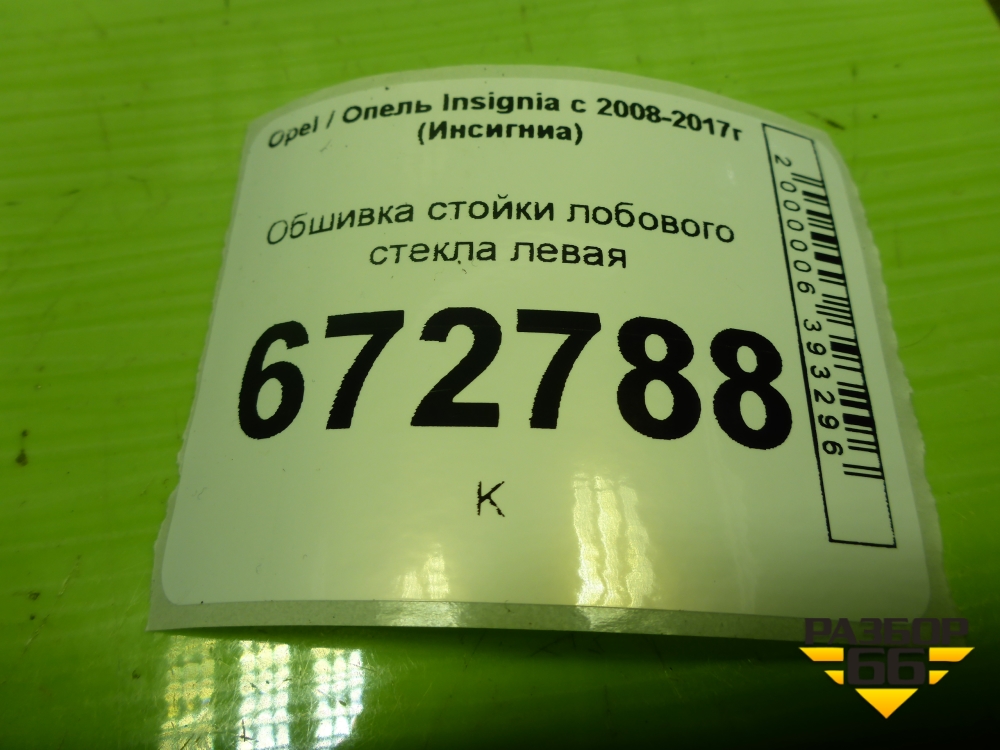 Opel / Опель Insignia с 2008-2017г
(Инсигниа)
Обшивка стойки лобового
стекла левая
672788
К
2000006393296
РАЗБОР
66